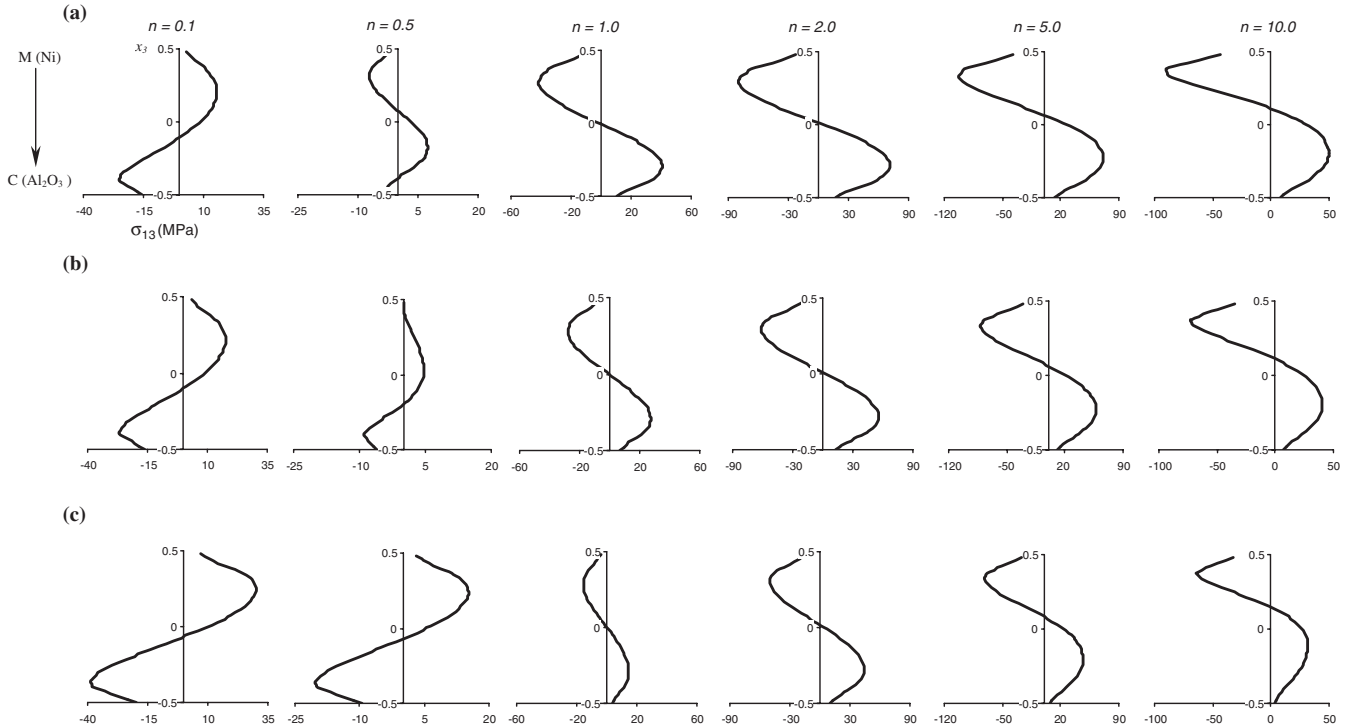 (a)
n = 0.1 n = 0.5 n = 1.0 n = 2.0 n = 5.0 n = 10.0
M (Ni)
C (Al₂O₃ )
x₃
0.5 0.5 0.5 0.5 0.5 0.5
0 0 0 0 0 0
-0.5 -0.5 -0.5 -0.5 -0.5 -0.5
-40 -15 10 35 -25 -10 5 20 -60 -20 20 60 -90 -30 30 90 -120 -50 20 90 -100 -50 0 50
σ₁₃ (MPa)
(b)
0.5 0.5 0.5 0.5 0.5 0.5
0 0 0 0 0 0
-0.5 -0.5 -0.5 -0.5 -0.5 -0.5
-40 -15 10 35 -25 -10 5 20 -60 -20 20 60 -90 -30 30 90 -120 -50 20 90 -100 -50 0 50
(c)
0.5 0.5 0.5 0.5 0.5 0.5
0 0 0 0 0 0
-0.5 -0.5 -0.5 -0.5 -0.5 -0.5
-40 -15 10 35 -25 -10 5 20 -60 -20 20 60 -90 -30 30 90 -120 -50 20 90 -100 -50 0 50